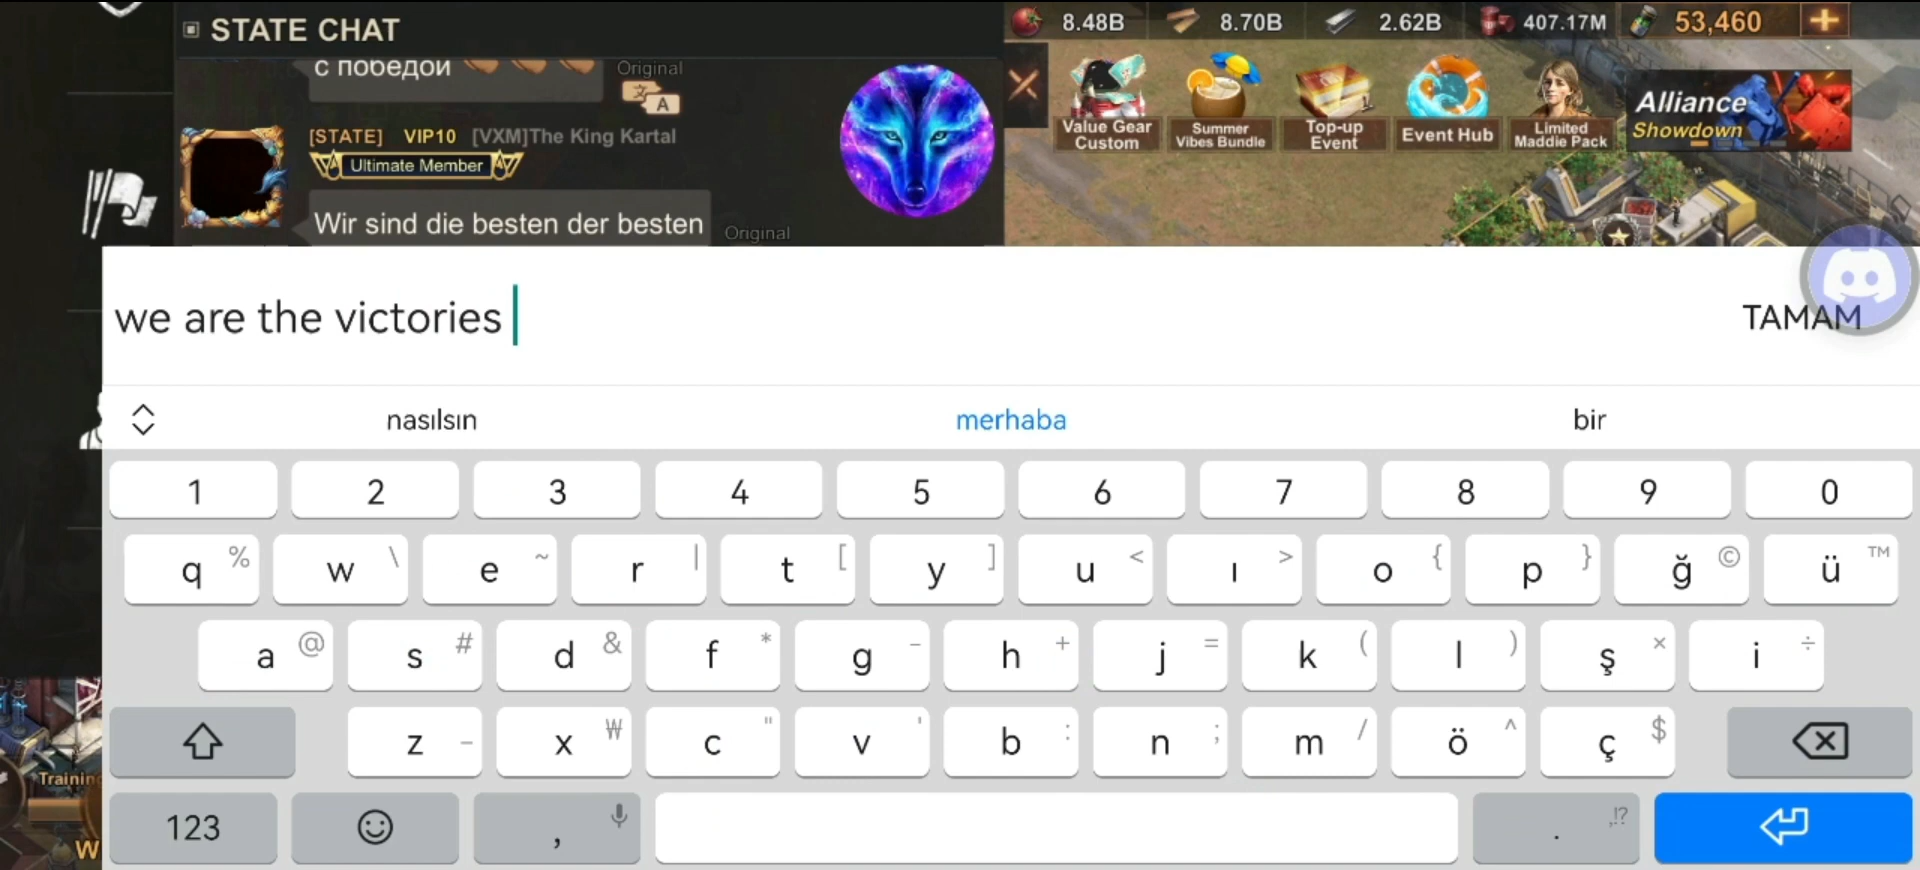 STATE CHAT
с победой
Original
[STATE] VIP10 [VXM]The King Kartal
Ultimate Member
Wir sind die besten der besten
Original
8.48B 8.70B 2.62B 407.17M 53,460
Value Gear Custom
Summer Vibes Bundle
Top-up Event
Event Hub
Limited Maddie Pack
Alliance
Showdown
we are the victories
TAMAM
nasılsın merhaba bir
1 2 3 4 5 6 7 8 9 0
q % w \ e ~ r | t [ y ] u < ı > o { p } ğ © ü ™
a @ s # d & f * g - h + j = k ( l ) ş × i ÷
z _ x ₩ c " v ' b : n ; m / ö ^ ç $
123 , . ,!?
Training
W